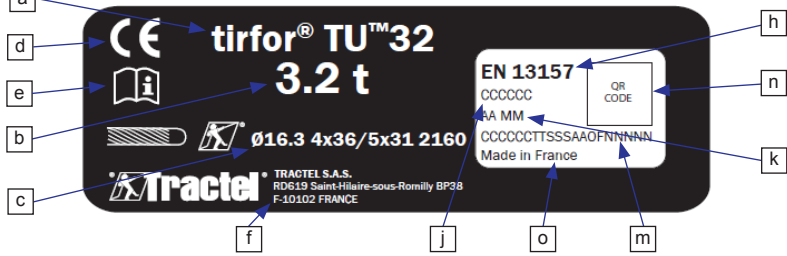 a
d
e
b
c
f
CE
tirfor® TU™32
3.2 t
Ø16.3 4x36/5x31 2160
Tractel®
TRACTEL S.A.S.
RD619 Saint-Hilaire-sous-Romilly BP38
F-10102 FRANCE
EN 13157
CCCCCC
AA MM
CCCCCCTTSSSAAOFNNNNN
Made in France
QR
CODE
h
n
k
j
o
m